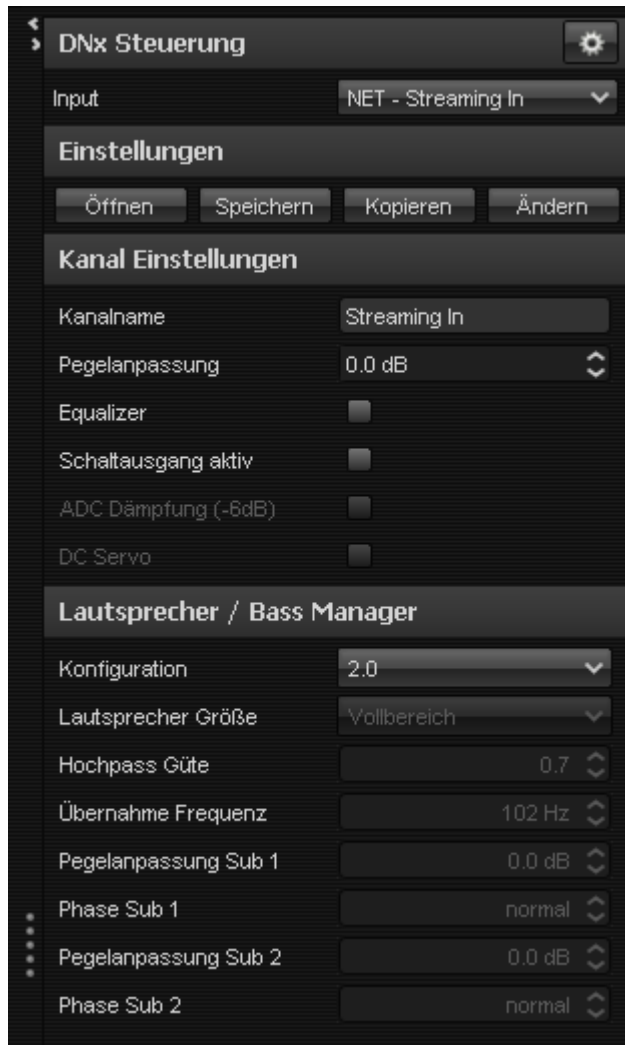 DNx Steuerung
Input NET - Streaming In
Einstellungen
Öffnen Speichern Kopieren Ändern
Kanal Einstellungen
Kanalname Streaming In
Pegelanpassung 0.0 dB
Equalizer
Schaltausgang aktiv
ADC Dämpfung (-6dB)
DC Servo
Lautsprecher / Bass Manager
Konfiguration 2.0
Lautsprecher Größe Vollbereich
Hochpass Güte 0.7
Übernahme Frequenz 102 Hz
Pegelanpassung Sub 1 0.0 dB
Phase Sub 1 normal
Pegelanpassung Sub 2 0.0 dB
Phase Sub 2 normal